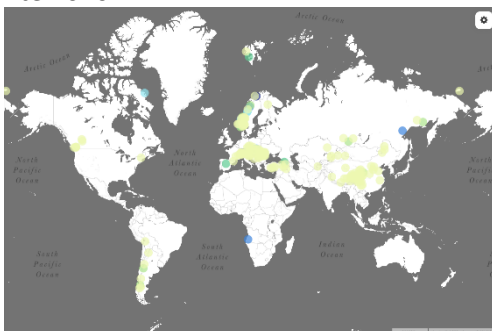 Arctic Ocean
Arctic Ocean
North
Pacific
Ocean
North
Atlantic
Ocean
North
Pacific
Ocean
South
Pacific
Ocean
South
Atlantic
Ocean
Indian
Ocean